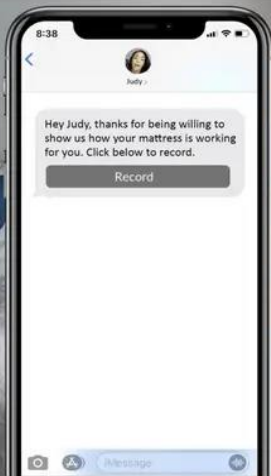 8:38
Judy
Hey Judy, thanks for being willing to
show us how your mattress is working
for you. Click below to record.
Record
iMessage